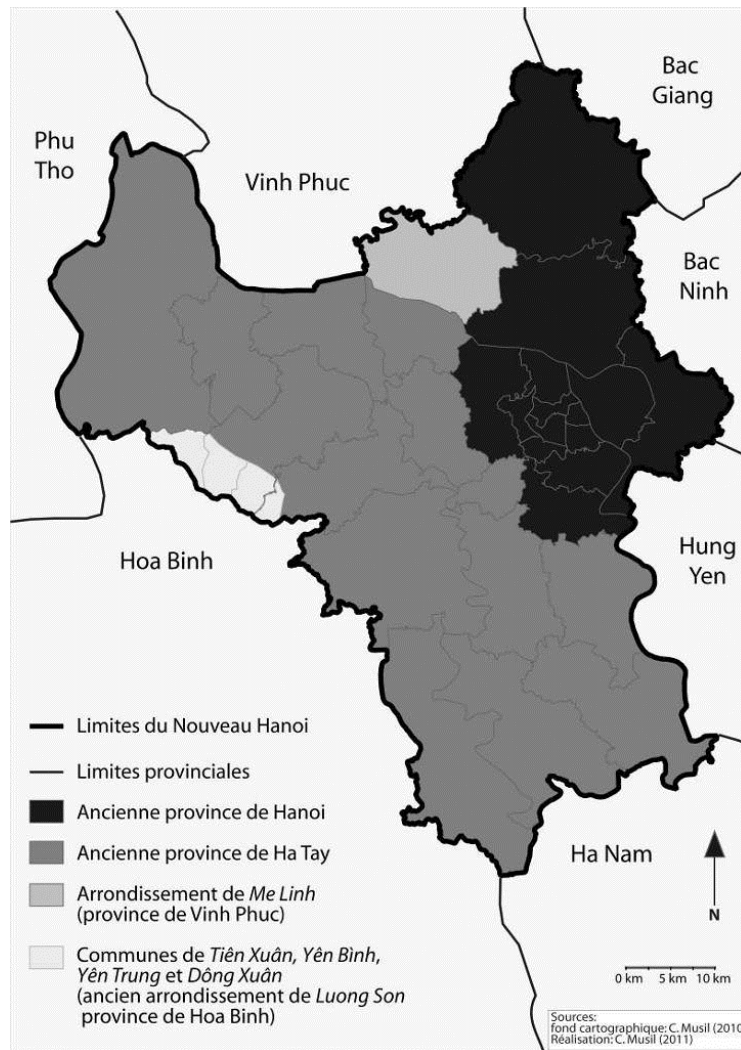 Bac
Giang
Phu
Tho
Vinh Phuc
Bac
Ninh
Hoa Binh
Hung
Yen
Limites du Nouveau Hanoi
Limites provinciales
Ancienne province de Hanoi
Ancienne province de Ha Tay
Ha Nam
Arrondissement de Me Linh
(province de Vinh Phuc)
N
Communes de Tiên Xuân, Yên Bình,
Yên Trung et Dông Xuân
(ancien arrondissement de Luong Son
province de Hoa Binh)
0 km 5 km 10 km
Sources:
fond cartographique: C. Musil (2010
Réalisation: C. Musil (2011)